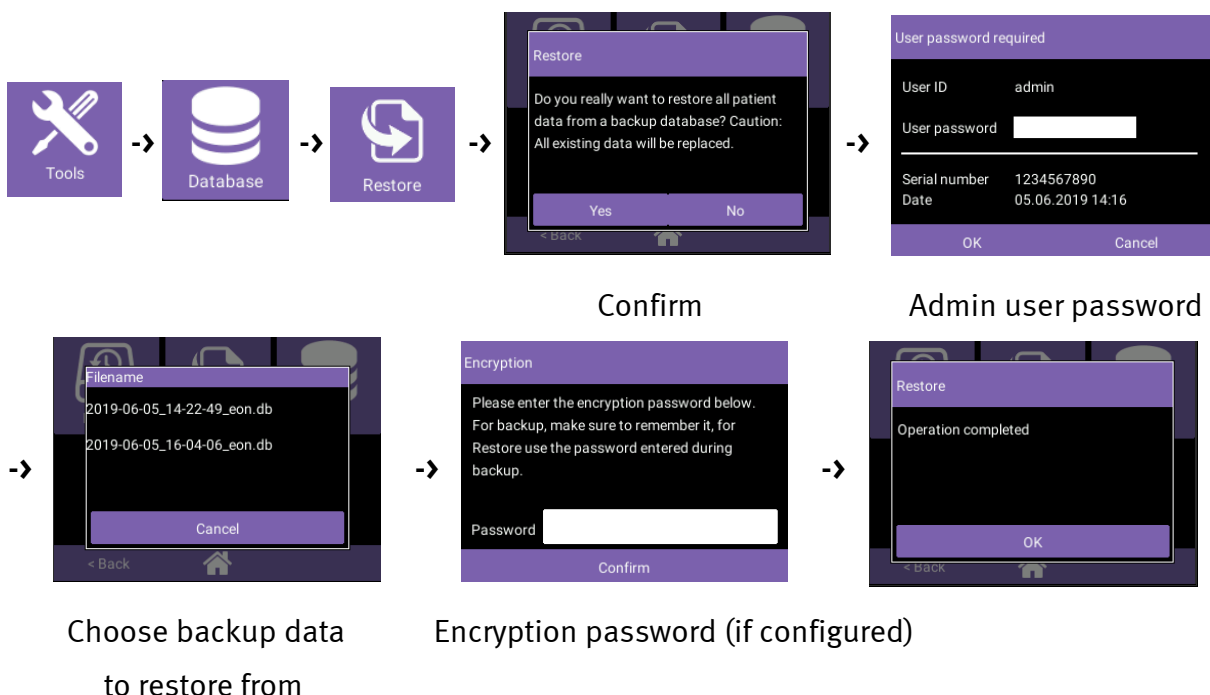 Tools
->
Database
->
Restore
->
Restore
Do you really want to restore all patient
data from a backup database? Caution:
All existing data will be replaced.
Yes
No
< Back
Confirm
->
User password required
User ID admin
User password
Serial number 1234567890
Date 05.06.2019 14:16
OK
Cancel
Admin user password
->
Filename
2019-06-05_14-22-49_eon.db
2019-06-05_16-04-06_eon.db
Cancel
< Back
Choose backup data
to restore from
->
Encryption
Please enter the encryption password below.
For backup, make sure to remember it, for
Restore use the password entered during
backup.
Password
Confirm
Encryption password (if configured)
->
Restore
Operation completed
OK
< Back